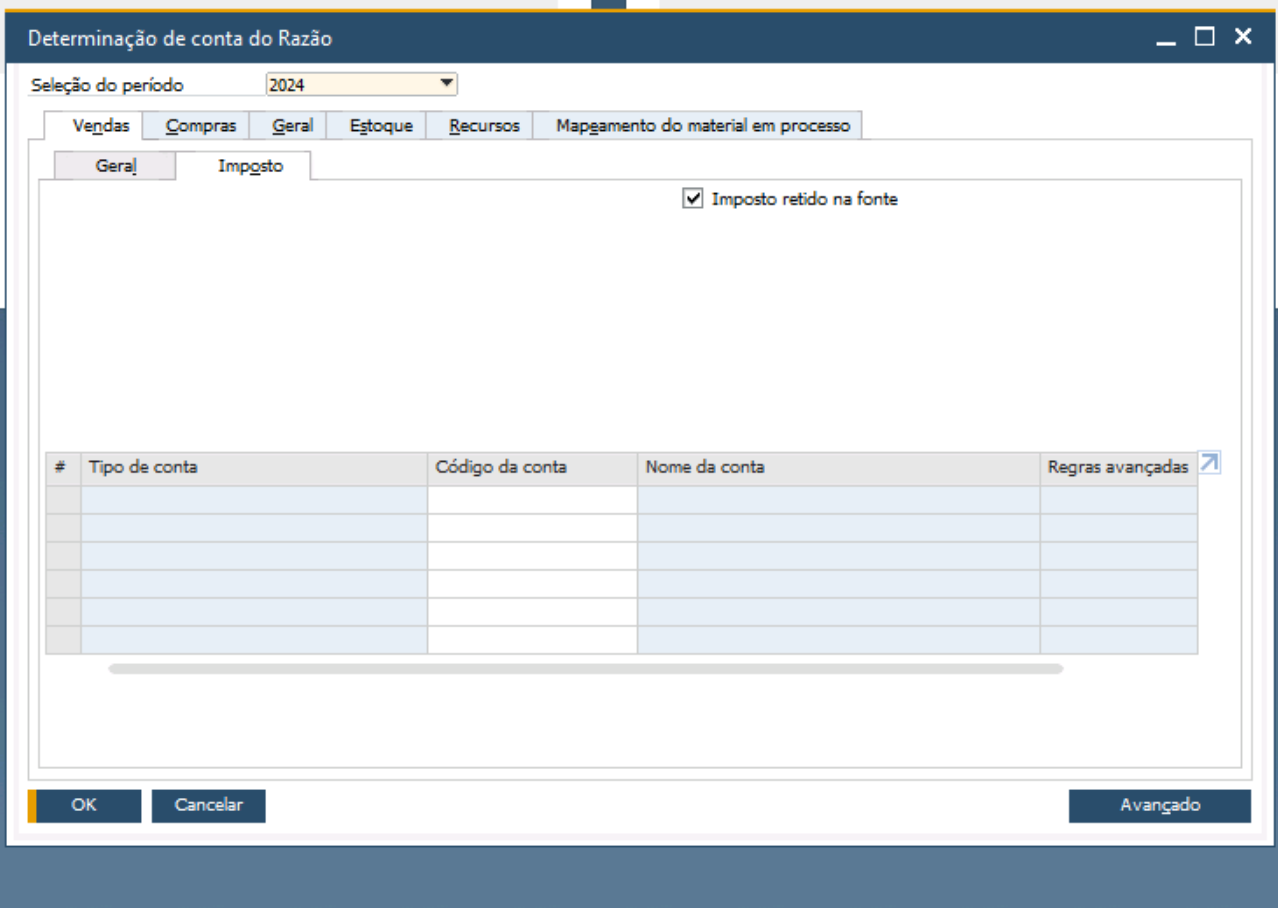 Determinação de conta do Razão
Seleção do período 2024
Vendas Compras Geral Estoque Recursos Mapeamento do material em processo
Geral Imposto
Imposto retido na fonte
# Tipo de conta Código da conta Nome da conta Regras avançadas
OK Cancelar Avançado